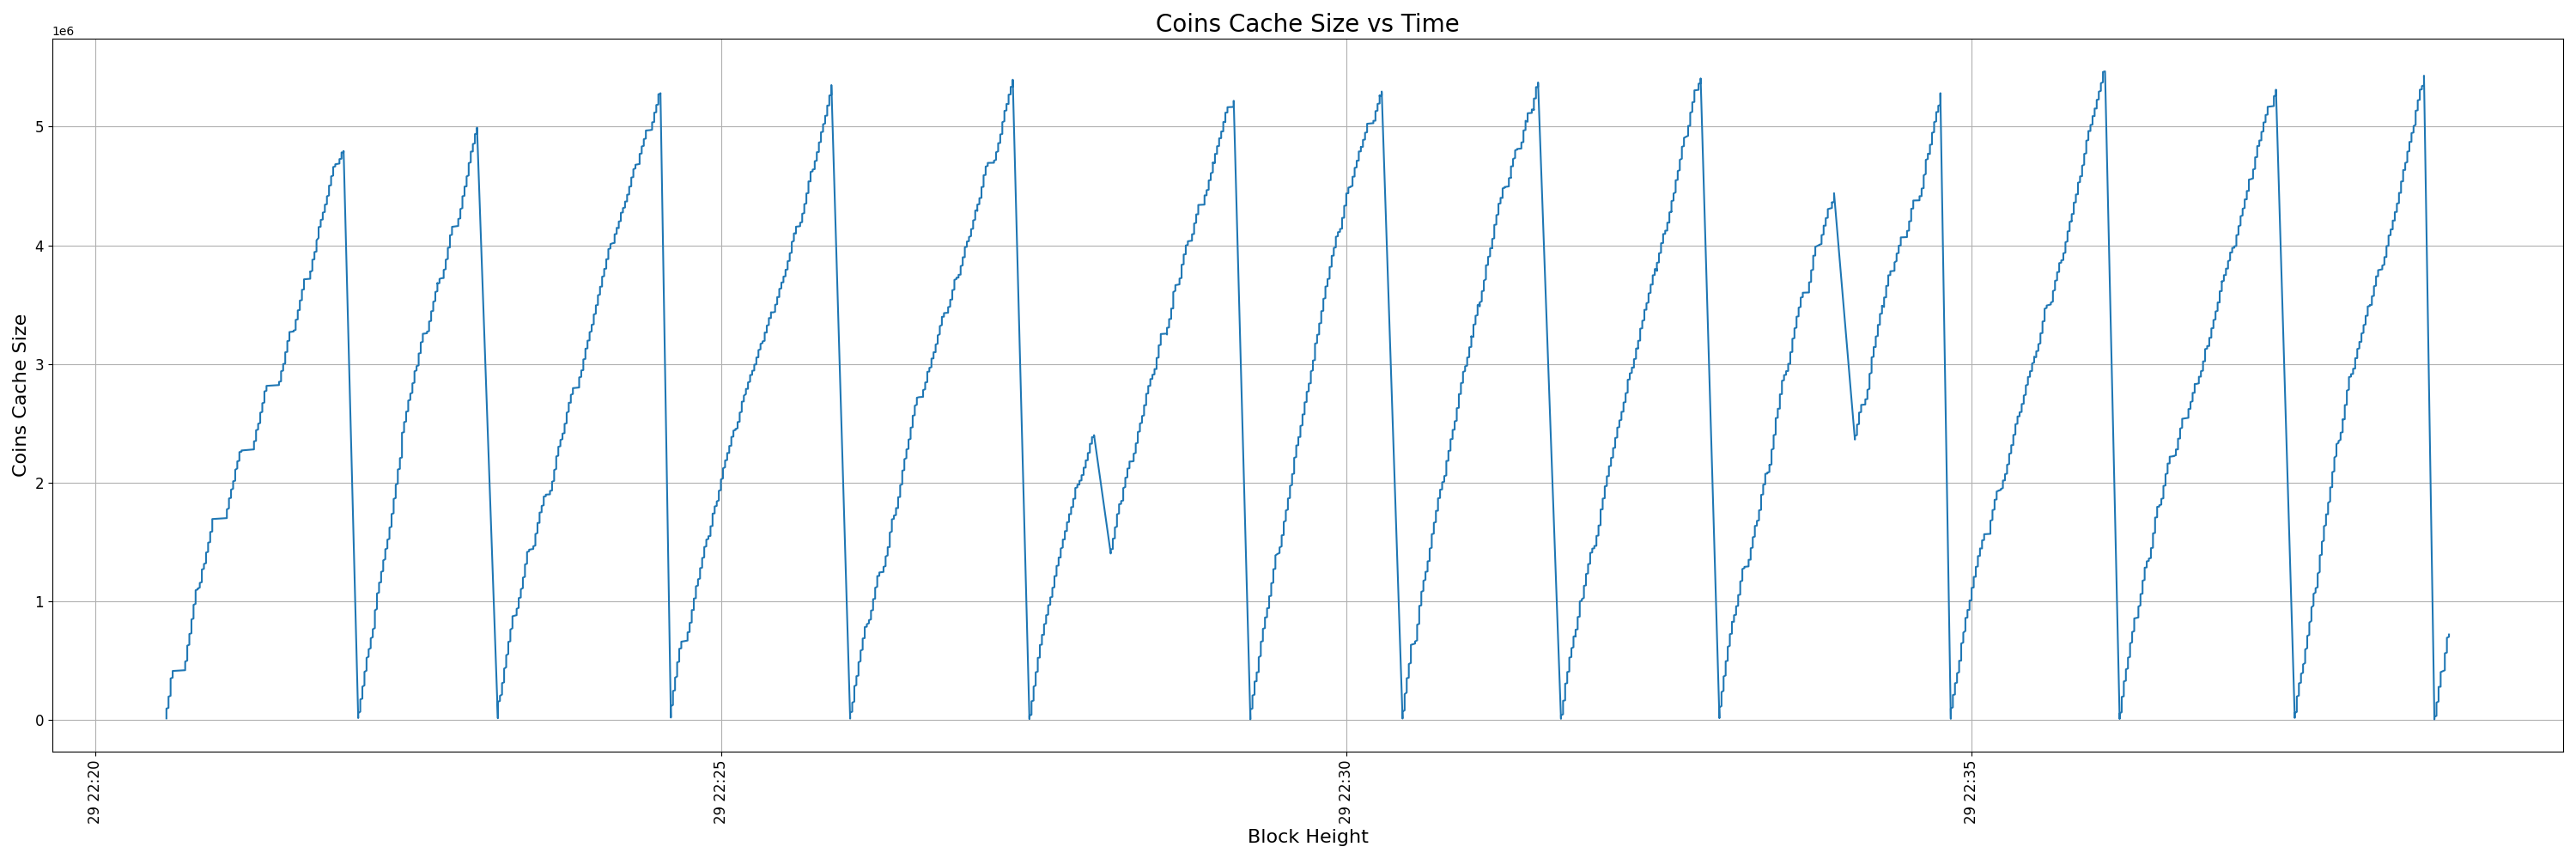 Coins Cache Size vs Time
1e6
5
4
3
2
1
0
Coins Cache Size
29 22:20
29 22:25
29 22:30
29 22:35
Block Height